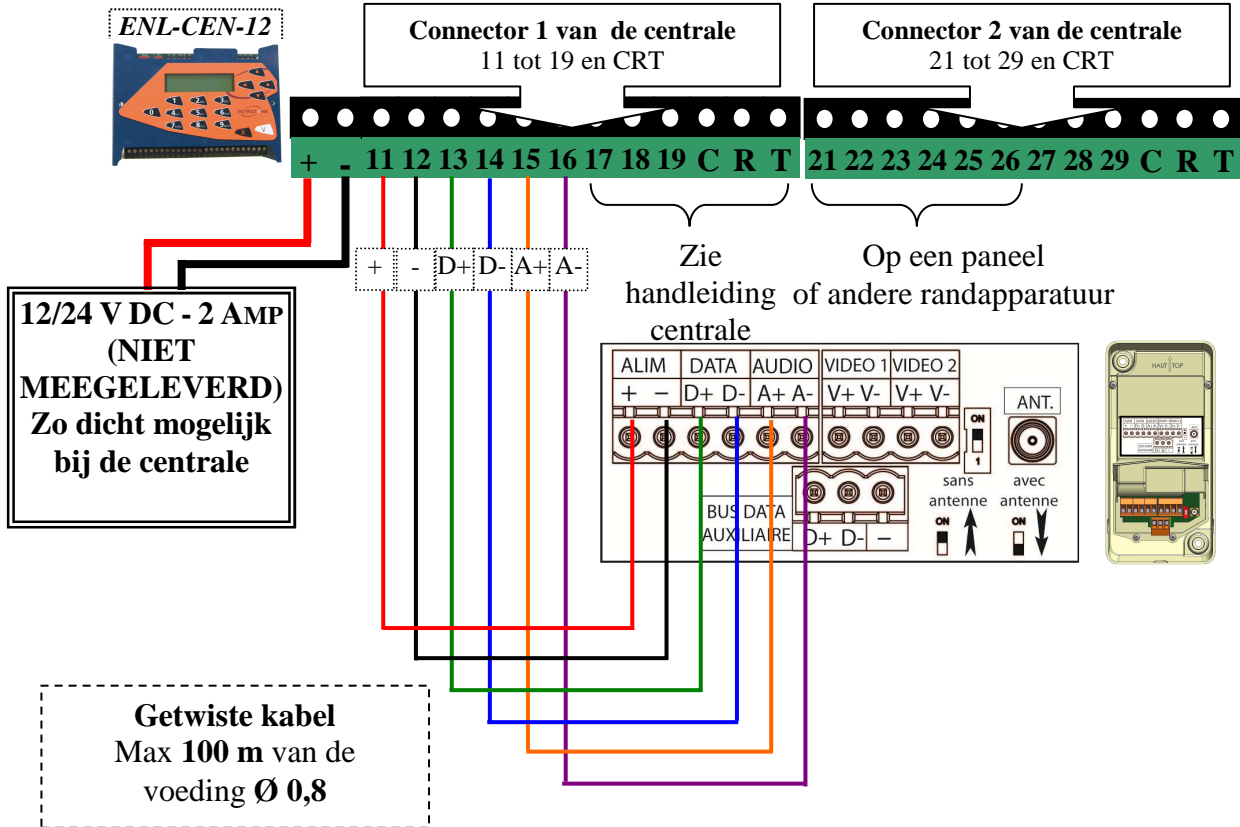 ENL-CEN-12
Connector 1 van de centrale
11 tot 19 en CRT
Connector 2 van de centrale
21 tot 29 en CRT
+ - 11 12 13 14 15 16 17 18 19 C R T
21 22 23 24 25 26 27 28 29 C R T
+ - D+ D- A+ A-
Zie
handleiding
centrale
Op een paneel
of andere randapparatuur
12/24 V DC - 2 AMP
(NIET
MEEGELEVERD)
Zo dicht mogelijk
bij de centrale
ALIM DATA AUDIO VIDEO 1 VIDEO 2
+ − D+ D- A+ A- V+ V- V+ V-
ANT.
ON
1
sans
antenne
avec
antenne
ON
ON
BUS DATA
AUXILIAIRE
D+ D- −
HAUT TOP
Getwiste kabel
Max 100 m van de
voeding Ø 0,8